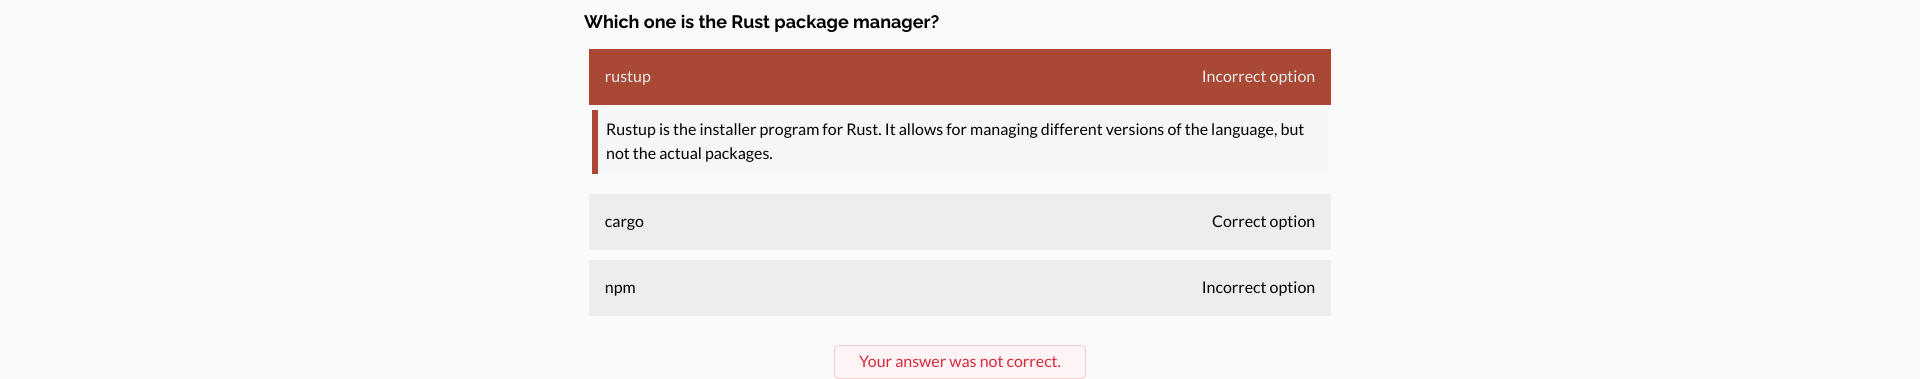 Which one is the Rust package manager?
rustup Incorrect option
Rustup is the installer program for Rust. It allows for managing different versions of the language, but
not the actual packages.
cargo Correct option
npm Incorrect option
Your answer was not correct.